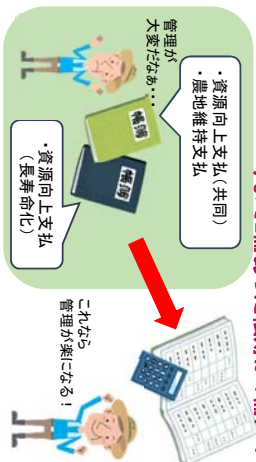 管理が
大変だなぁ・・・
・資源向上支払(共同)
・農地維持支払
帳簿
帳簿
・資源向上支払
(長寿命化)
これなら
管理が楽になる!